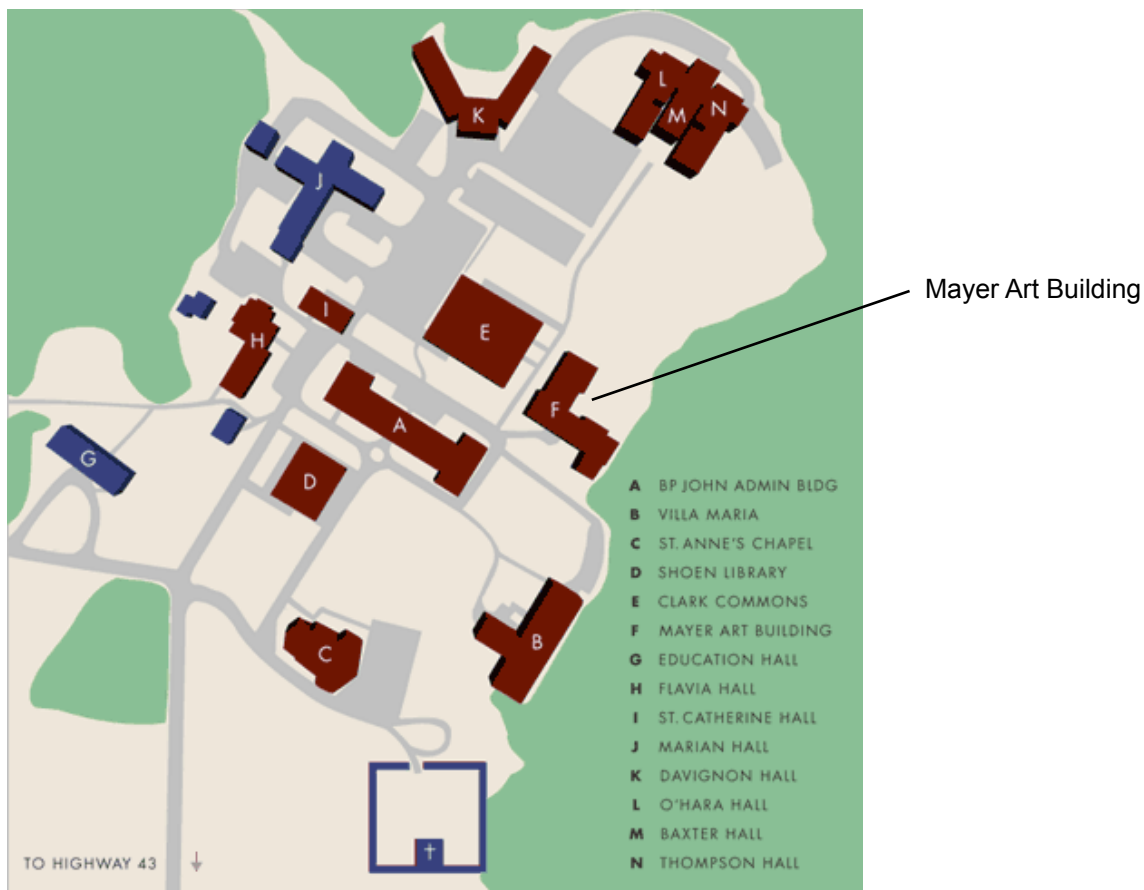 L
N
M
K
J
Mayer Art Building
I
E
H
F
A
G
D
A BP JOHN ADMIN BLDG
B VILLA MARIA
C ST. ANNE'S CHAPEL
D SHOEN LIBRARY
E CLARK COMMONS
F MAYER ART BUILDING
G EDUCATION HALL
H FLAVIA HALL
I ST. CATHERINE HALL
J MARIAN HALL
K DAVIGNON HALL
L O'HARA HALL
M BAXTER HALL
N THOMPSON HALL
B
C
TO HIGHWAY 43